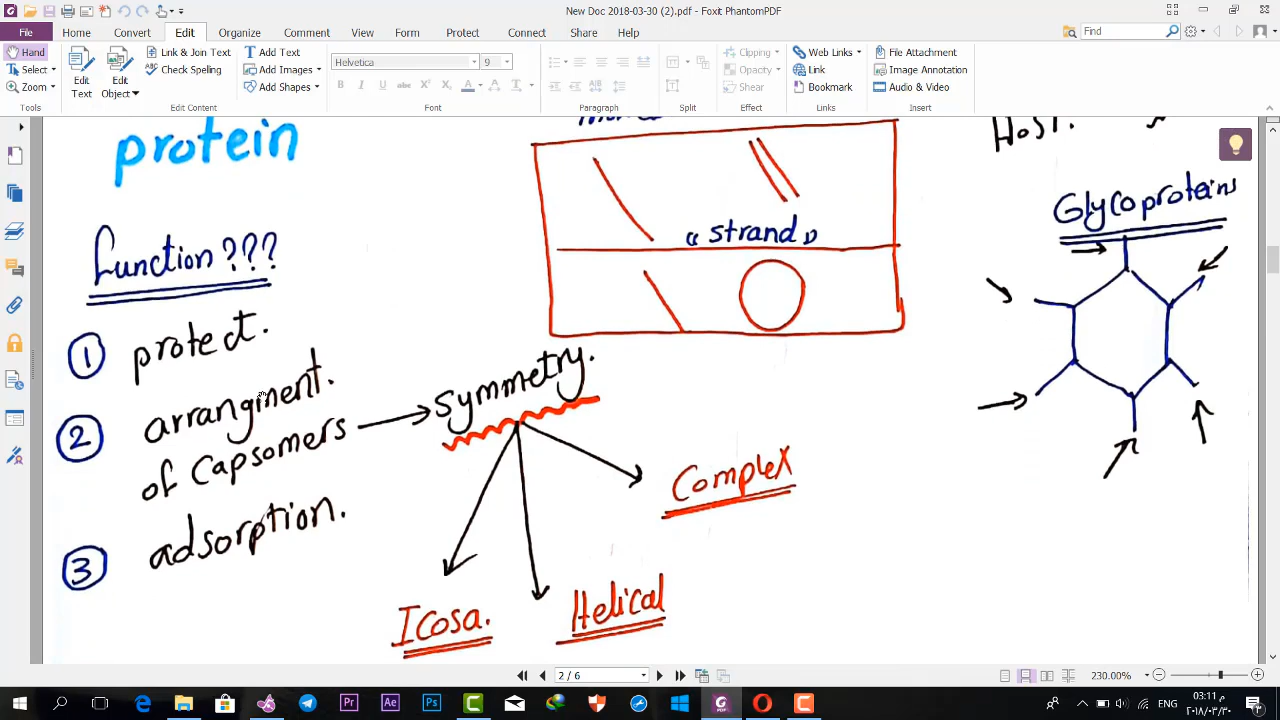 New Doc 2018-03-30 (2).pdf - Foxit PhantomPDF
File Home Convert Edit Organize Comment View Form Protect Connect Share Help
Find
Hand
Select
Zoom
Tools
Edit Text
Edit Object
Link & Join Text
Check Spelling
Edit Content
Add Text
Add Images
Add Shapes
Helvetica 9
Font
Paragraph
Split
Clipping
Opacity
Shear
Effect
Web Links
Link
Bookmark
Links
File Attachment
Image Annotation
Audio & Video
Insert
protein
Host.
Glycoproteins
« strand »
Function ???
1 protect.
2 arrangiment.
of Capsomers
Symmetry.
3 adsorption.
Complex
Icosa.
Helical
2 / 6
230.00%
ENG
03:11 م